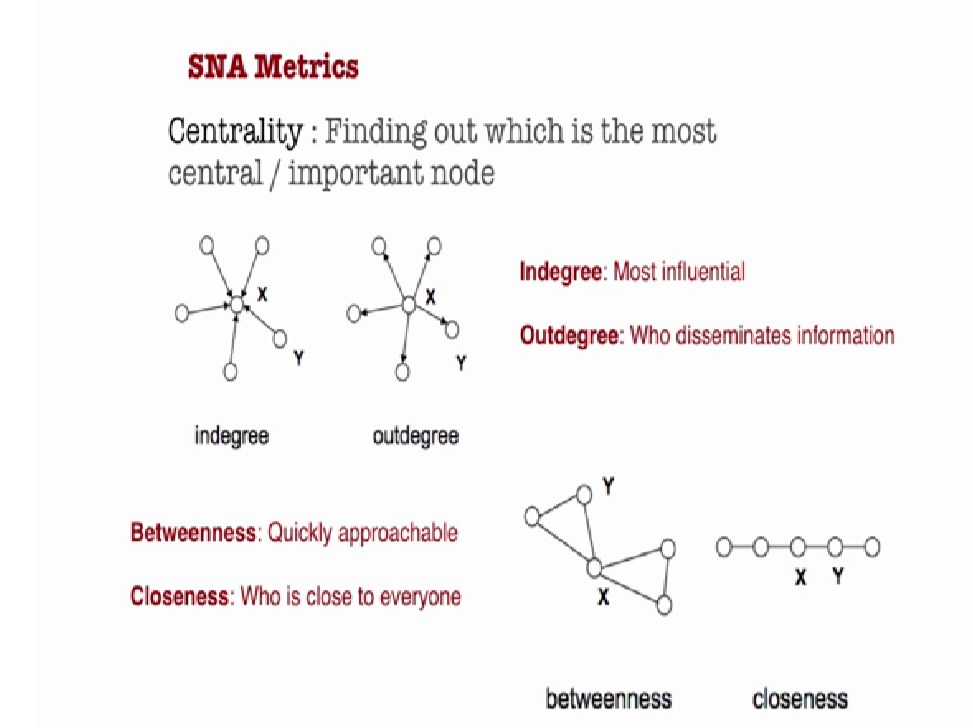 SNA Metrics
Centrality : Finding out which is the most
central / important node
X
Y
indegree
X
Y
outdegree
Indegree: Most influential
Outdegree: Who disseminates information
Betweenness: Quickly approachable
Closeness: Who is close to everyone
Y
X
betweenness
X Y
closeness